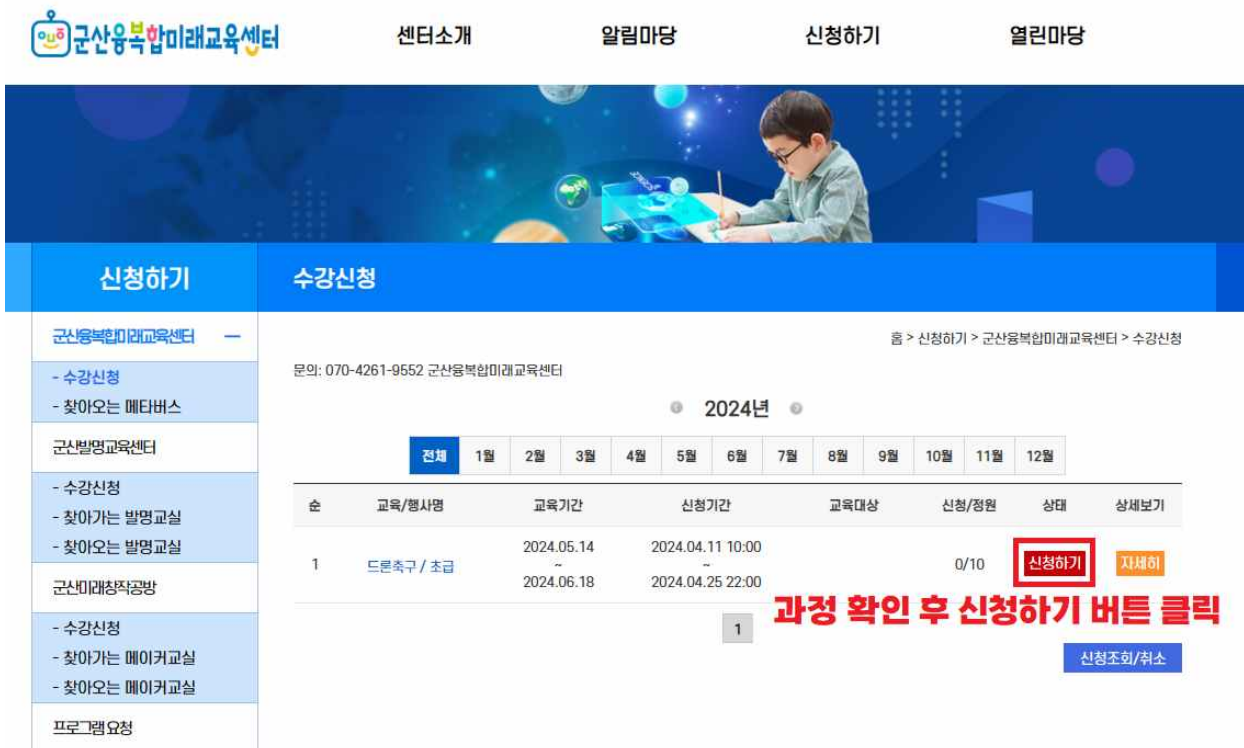 군산융복합미래교육센터
센터소개 알림마당 신청하기 열린마당
신청하기
수강신청
군산융복합미래교육센터 —
- 수강신청
- 찾아오는 메타버스
군산발명교육센터
- 수강신청
- 찾아가는 발명교실
- 찾아오는 발명교실
군산미래창작공방
- 수강신청
- 찾아가는 메이커교실
- 찾아오는 메이커교실
프로그램 요청
홈 > 신청하기 > 군산융복합미래교육센터 > 수강신청
문의: 070-4261-9552 군산융복합미래교육센터
2024년
전체 1월 2월 3월 4월 5월 6월 7월 8월 9월 10월 11월 12월
순 교육/행사명 교육기간 신청기간 교육대상 신청/정원 상태 상세보기
1 드론축구 / 초급 2024.05.14 ~ 2024.06.18 2024.04.11 10:00 ~ 2024.04.25 22:00 0/10 신청하기 자세히
과정 확인 후 신청하기 버튼 클릭
1
신청조회/취소